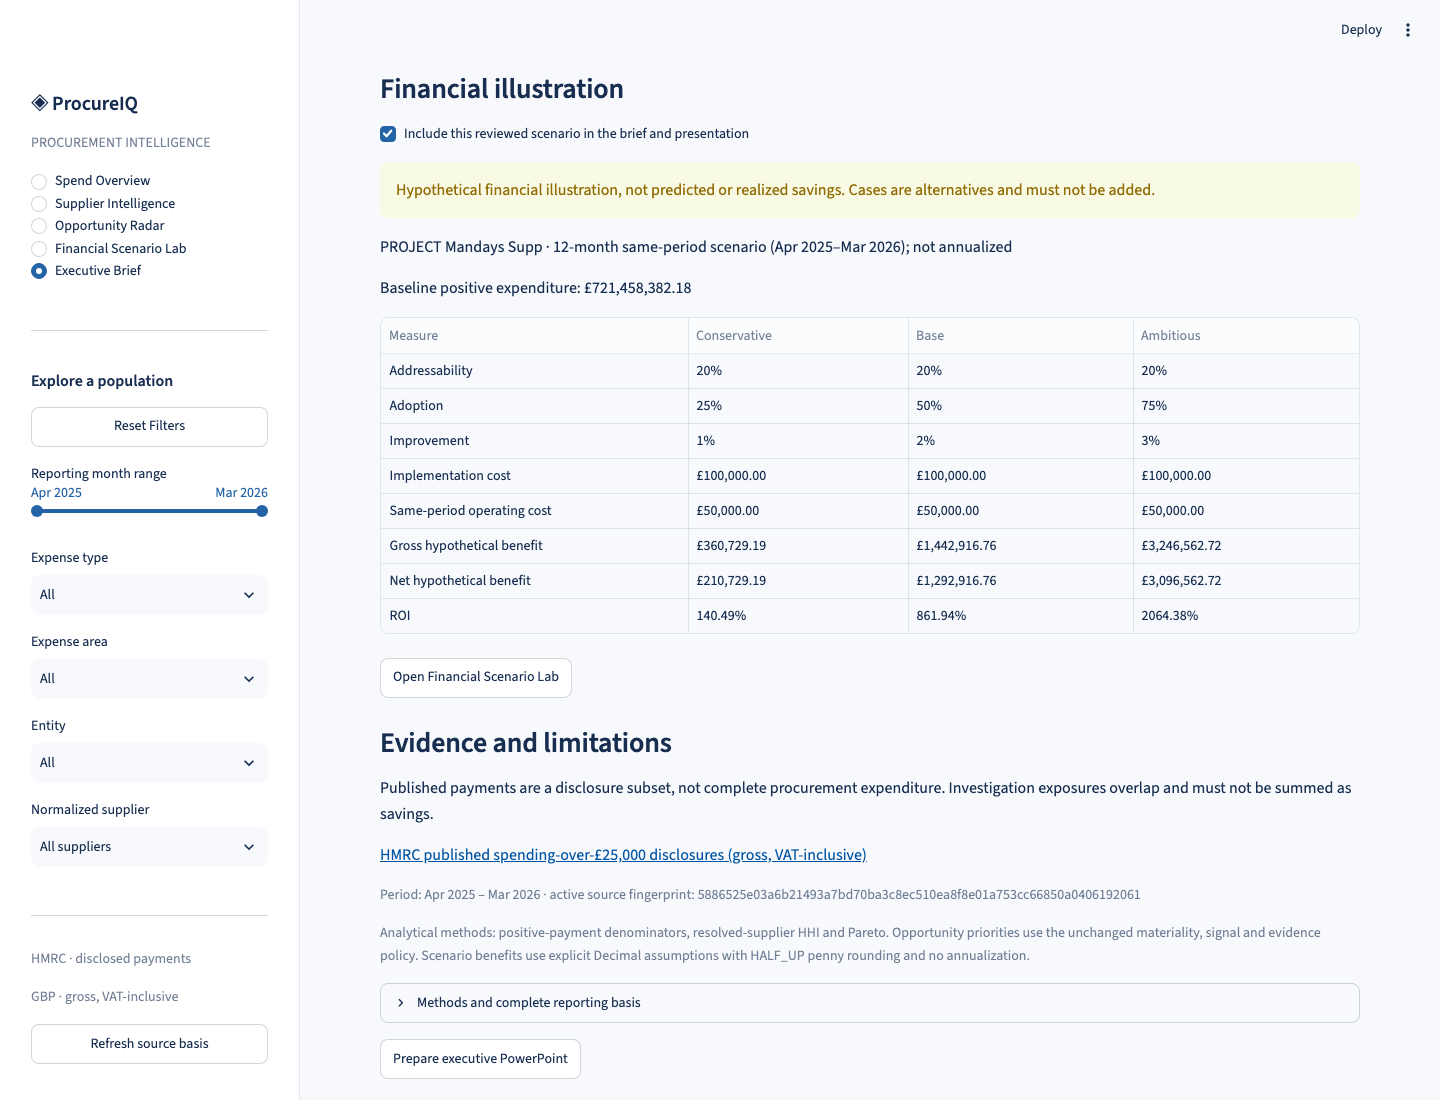 Deploy
ProcureIQ
PROCUREMENT INTELLIGENCE
Spend Overview
Supplier Intelligence
Opportunity Radar
Financial Scenario Lab
Executive Brief
Explore a population
Reset Filters
Reporting month range
Apr 2025 Mar 2026
Expense type
All
Expense area
All
Entity
All
Normalized supplier
All suppliers
HMRC · disclosed payments
GBP · gross, VAT-inclusive
Refresh source basis
Financial illustration
Include this reviewed scenario in the brief and presentation
Hypothetical financial illustration, not predicted or realized savings. Cases are alternatives and must not be added.
PROJECT Mandays Supp · 12-month same-period scenario (Apr 2025–Mar 2026); not annualized
Baseline positive expenditure: £721,458,382.18
Measure Conservative Base Ambitious
Addressability 20% 20% 20%
Adoption 25% 50% 75%
Improvement 1% 2% 3%
Implementation cost £100,000.00 £100,000.00 £100,000.00
Same-period operating cost £50,000.00 £50,000.00 £50,000.00
Gross hypothetical benefit £360,729.19 £1,442,916.76 £3,246,562.72
Net hypothetical benefit £210,729.19 £1,292,916.76 £3,096,562.72
ROI 140.49% 861.94% 2064.38%
Open Financial Scenario Lab
Evidence and limitations
Published payments are a disclosure subset, not complete procurement expenditure. Investigation exposures overlap and must not be summed as
savings.
HMRC published spending-over-£25,000 disclosures (gross, VAT-inclusive)
Period: Apr 2025 – Mar 2026 · active source fingerprint: 5886525e03a6b21493a7bd70ba3c8ec510ea8f8e01a753cc66850a0406192061
Analytical methods: positive-payment denominators, resolved-supplier HHI and Pareto. Opportunity priorities use the unchanged materiality, signal and evidence
policy. Scenario benefits use explicit Decimal assumptions with HALF_UP penny rounding and no annualization.
Methods and complete reporting basis
Prepare executive PowerPoint